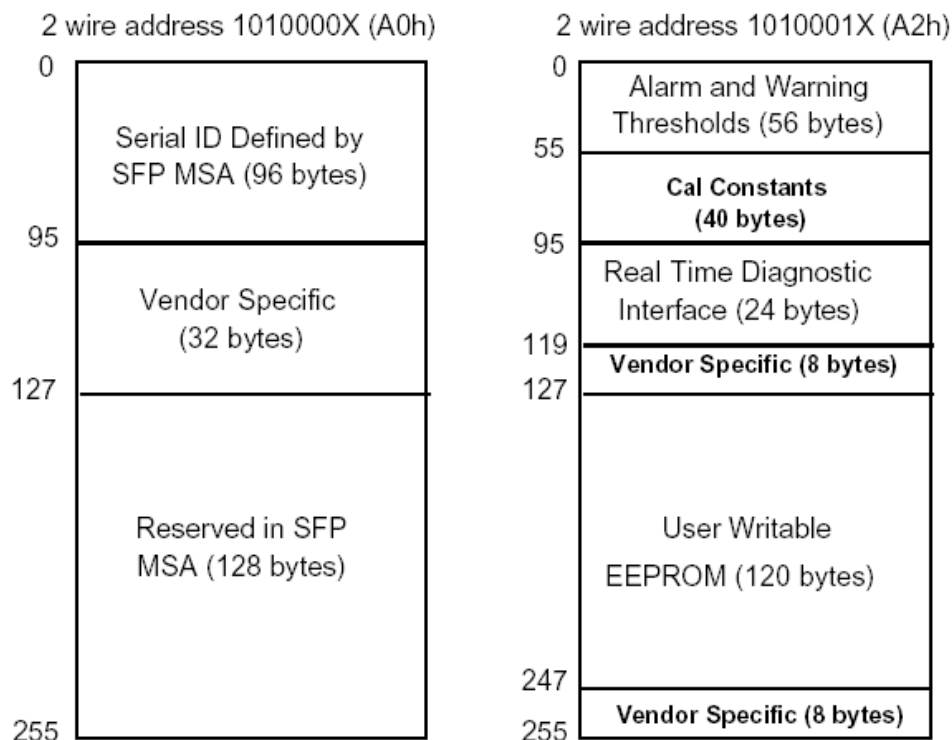 2 wire address 1010000X (A0h)
0
Serial ID Defined by
SFP MSA (96 bytes)
95
Vendor Specific
(32 bytes)
127
Reserved in SFP
MSA (128 bytes)
255
2 wire address 1010001X (A2h)
0
Alarm and Warning
Thresholds (56 bytes)
55
Cal Constants
(40 bytes)
95
Real Time Diagnostic
Interface (24 bytes)
119
Vendor Specific (8 bytes)
127
User Writable
EEPROM (120 bytes)
247
Vendor Specific (8 bytes)
255